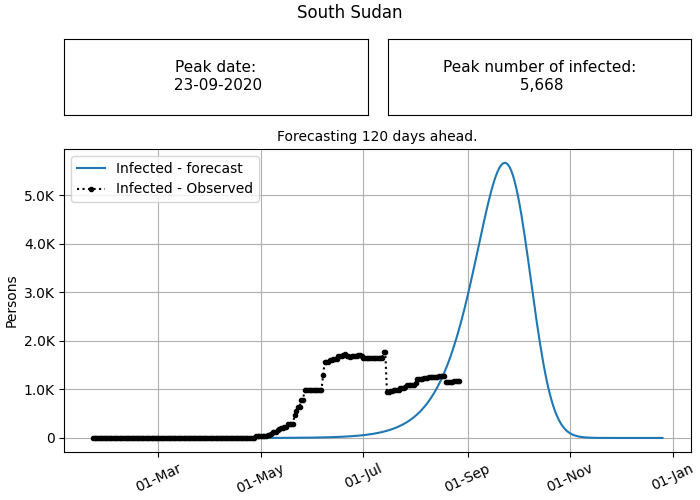 South Sudan
Peak date:
23-09-2020
Peak number of infected:
5,668
Forecasting 120 days ahead.
Infected - forecast
Infected - Observed
Persons
5.0K
4.0K
3.0K
2.0K
1.0K
0
01-Mar
01-May
01-Jul
01-Sep
01-Nov
01-Jan